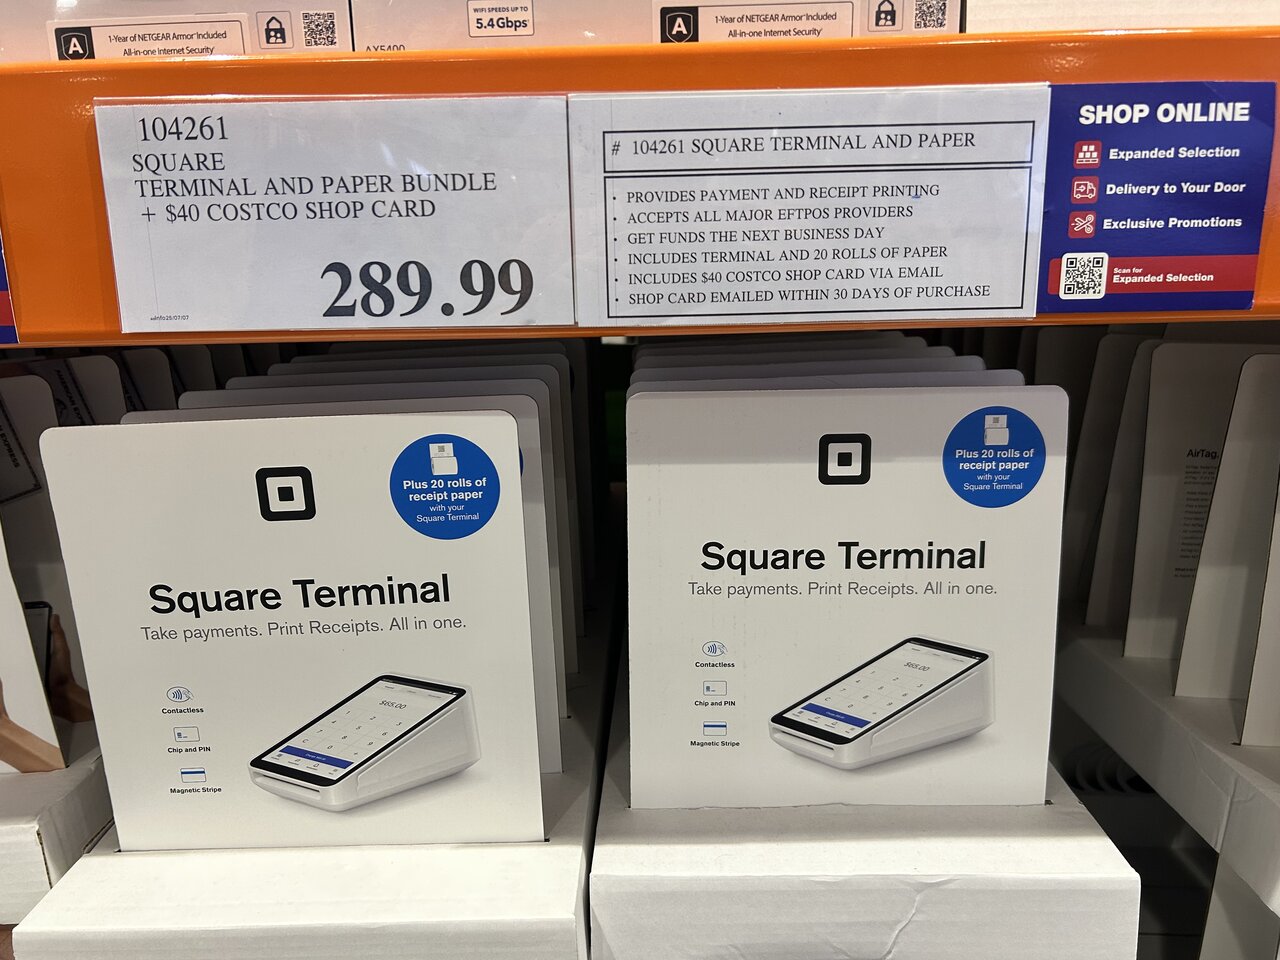 1-Year of NETGEAR Armor Included
All-in-one Internet Security
WIFI SPEEDS UP TO
5.4Gbps
AX5400
A
1-Year of NETGEAR Armor Included
All-in-one Internet Security
A
104261
SQUARE
TERMINAL AND PAPER BUNDLE
+ $40 COSTCO SHOP CARD
289.99
# 104261 SQUARE TERMINAL AND PAPER
· PROVIDES PAYMENT AND RECEIPT PRINTING
· ACCEPTS ALL MAJOR EFTPOS PROVIDERS
· GET FUNDS THE NEXT BUSINESS DAY
· INCLUDES TERMINAL AND 20 ROLLS OF PAPER
· INCLUDES $40 COSTCO SHOP CARD VIA EMAIL
· SHOP CARD EMAILED WITHIN 30 DAYS OF PURCHASE
SHOP ONLINE
Expanded Selection
Delivery to Your Door
Exclusive Promotions
Scan for
Expanded Selection
Plus 20 rolls of
receipt paper
with your
Square Terminal
Square Terminal
Take payments. Print Receipts. All in one.
Contactless
Chip and PIN
Magnetic Stripe
$65.00
Plus 20 rolls of
receipt paper
with your
Square Terminal
Square Terminal
Take payments. Print Receipts. All in one.
Contactless
Chip and PIN
Magnetic Stripe
$65.00
AMERICAN EXPRESS
AirTag.